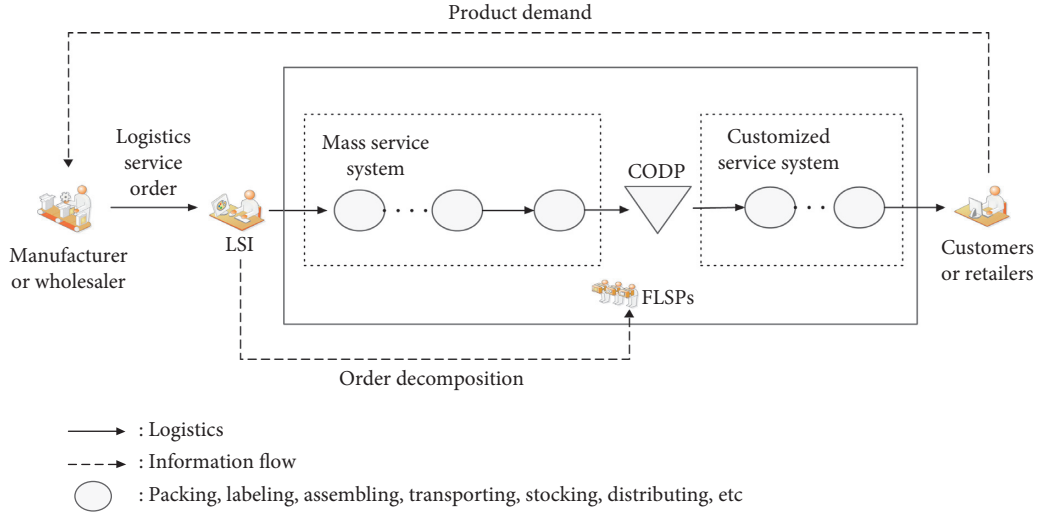 Product demand
Logistics
service
order
Mass service
system
Customized
service system
CODP
LSI
Manufacturer
or wholesaler
Customers
or retailers
FLSPs
Order decomposition
: Logistics
: Information flow
: Packing, labeling, assembling, transporting, stocking, distributing, etc